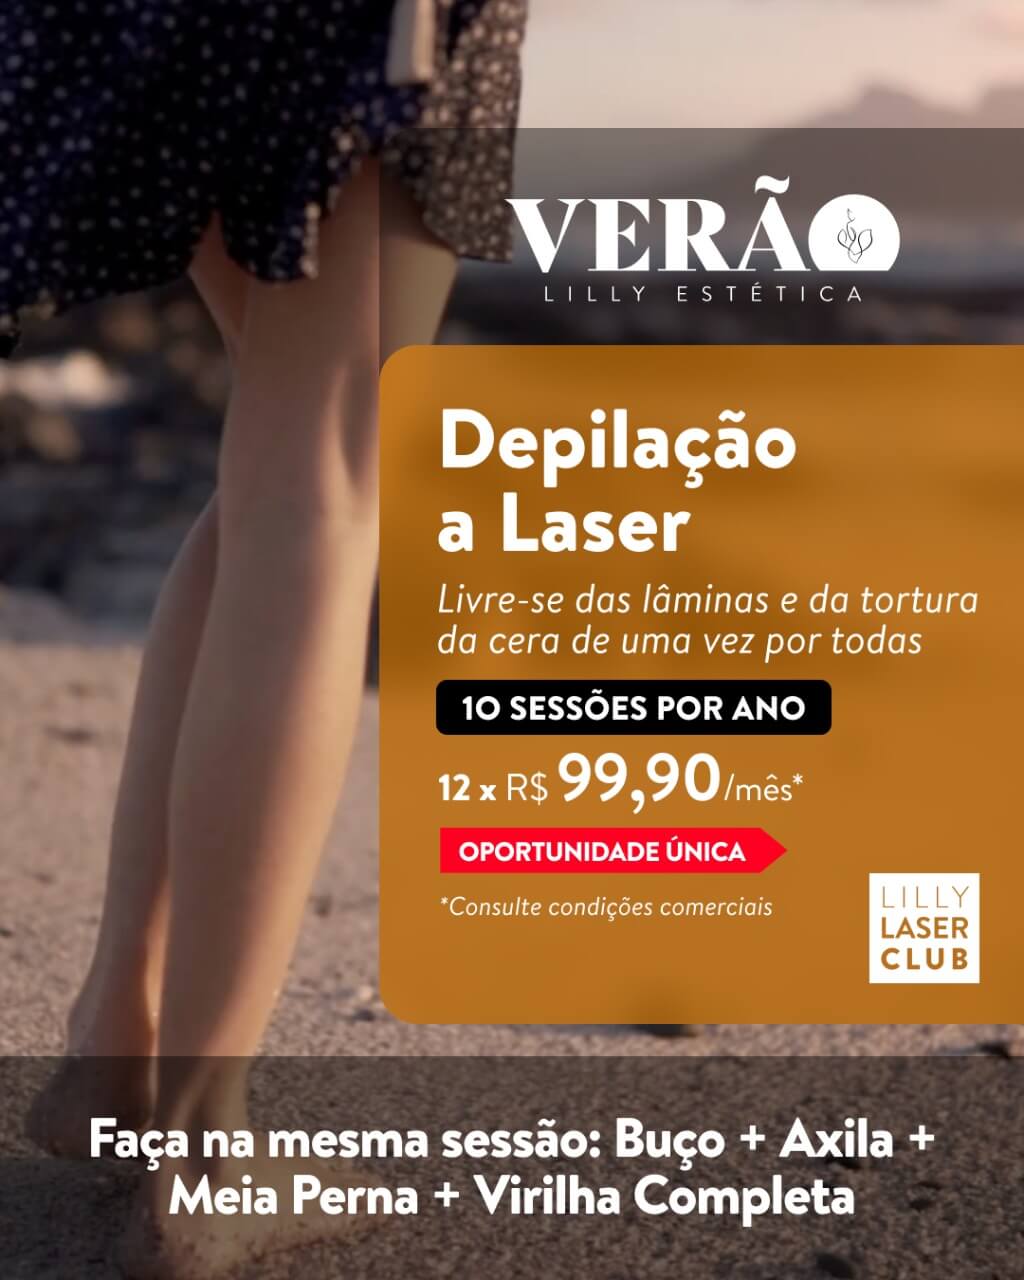 VERÃO
LILLY ESTÉTICA
Depilação
a Laser
Livre-se das lâminas e da tortura
da cera de uma vez por todas
10 SESSÕES POR ANO
12 x R$ 99,90/mês*
OPORTUNIDADE ÚNICA
*Consulte condições comerciais
LILLY
LASER
CLUB
Faça na mesma sessão: Buço + Axila +
Meia Perna + Virilha Completa